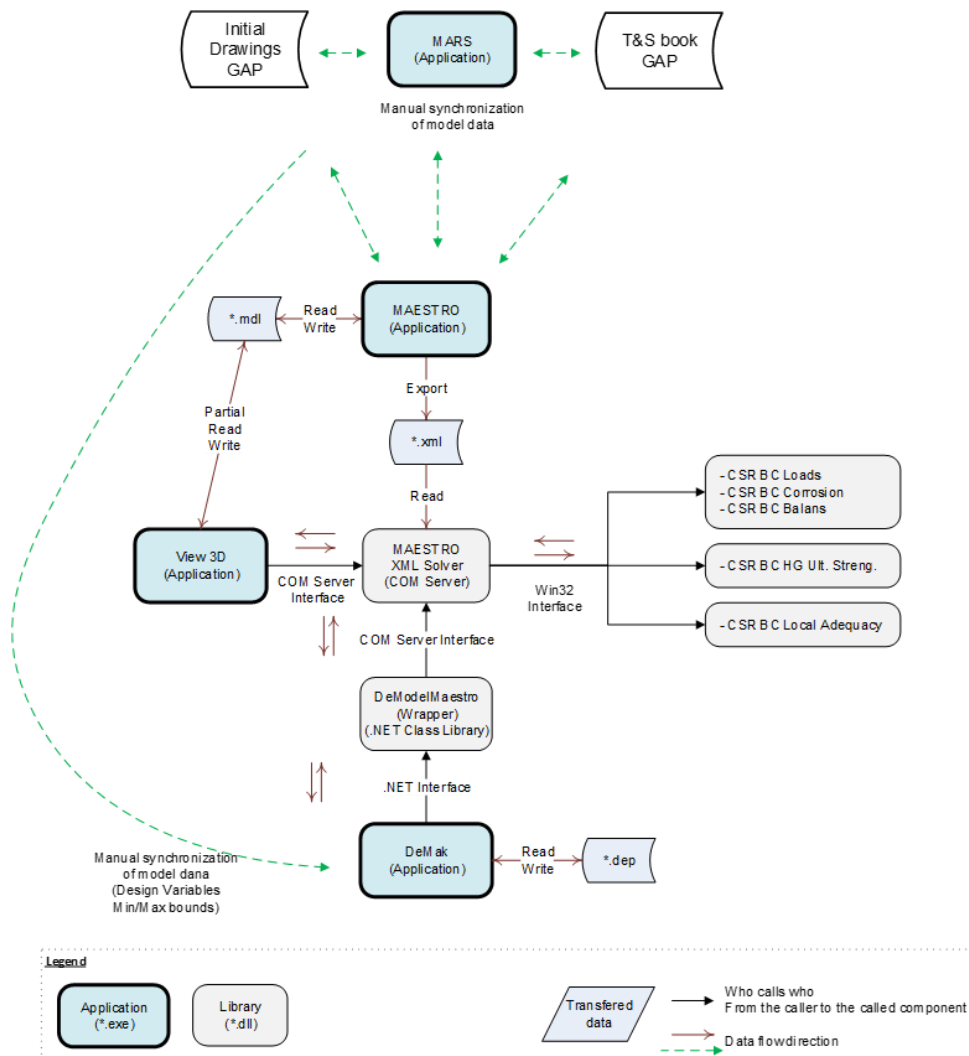 Initial
Drawings
GAP
MARS
(Application)
T&S book
GAP
Manual synchronization
of model data
*.mdl
Read
Write
MAESTRO
(Application)
Export
Partial
Read
Write
*.xml
Read
- CSR BC Loads
- CSR BC Corrosion
- CSR BC Balans
View 3D
(Application)
COM Server
Interface
MAESTRO
XML Solver
(COM Server)
Win32
Interface
- CSR BC HG Ult. Streng.
- CSR BC Local Adequacy
COM Server Interface
DeModelMaestro
(Wrapper)
(.NET Class Library)
.NET Interface
Manual synchronization
of model dana
(Design Variables
Min/Max bounds)
DeMak
(Application)
Read
Write
*.dep
Legend
Application
(*.exe)
Library
(*.dll)
Transfered
data
Who calls who
From the caller to the called component
Data flow direction